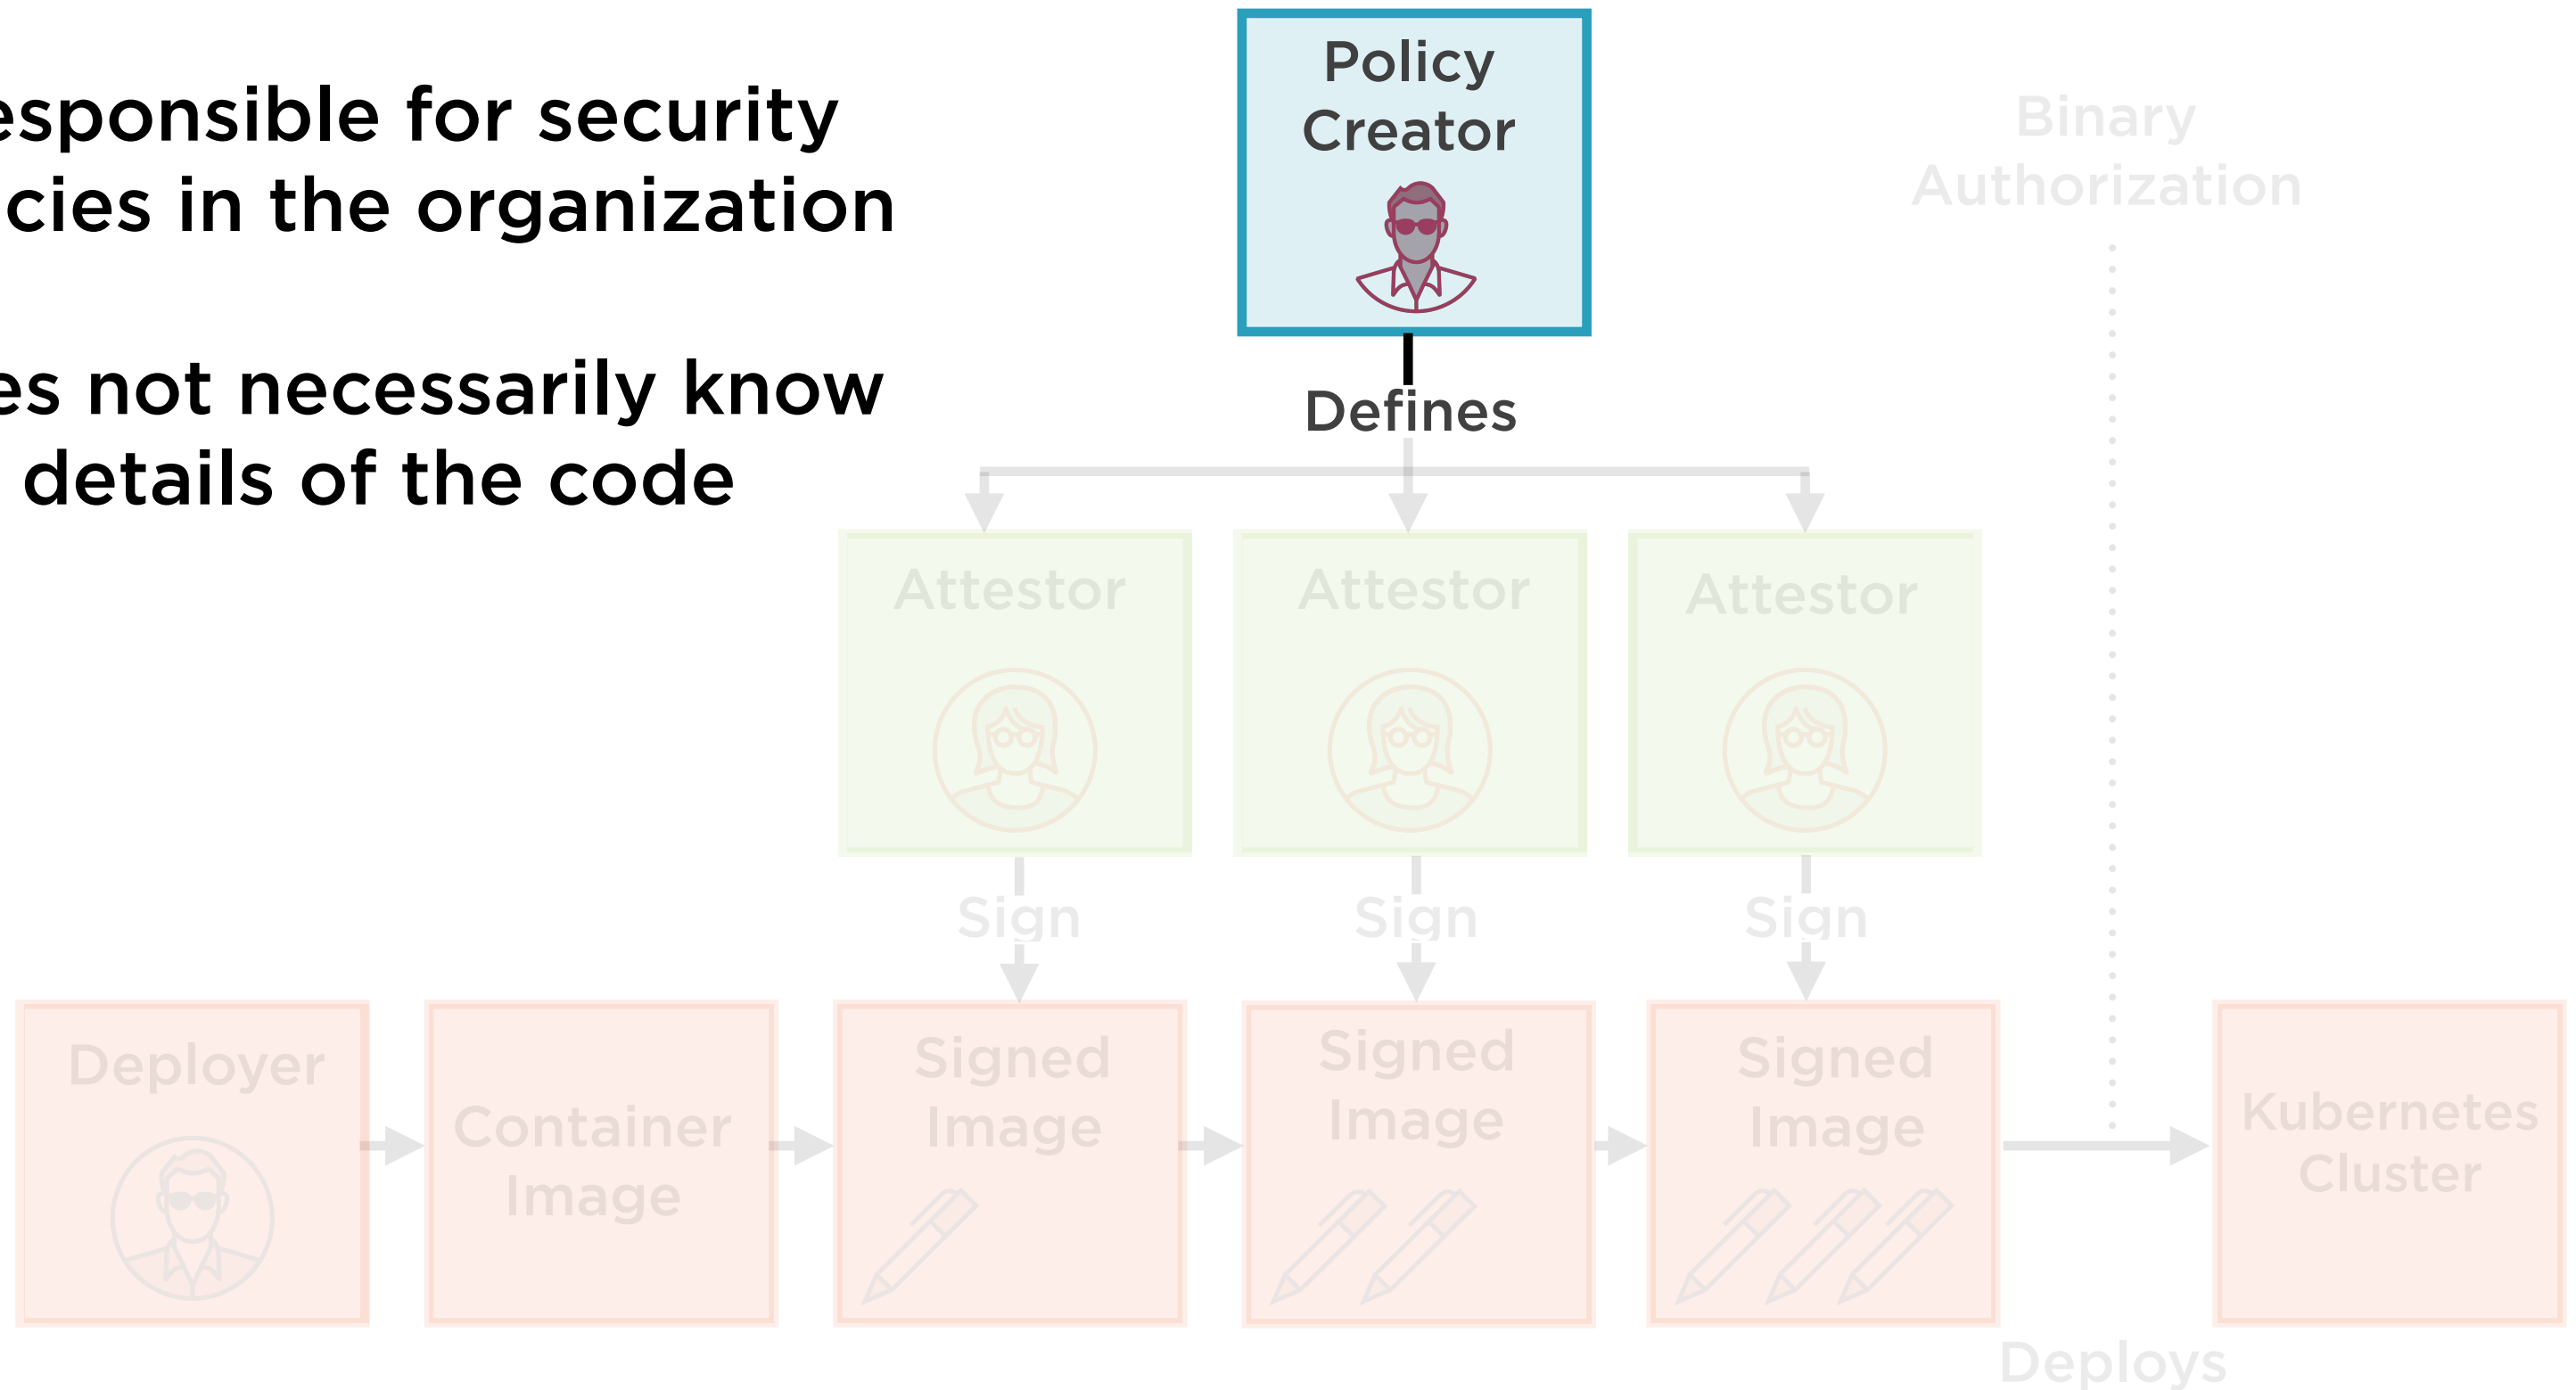 esponsible for security
cies in the organization
es not necessarily know
details of the code
Policy
Creator
Defines
Binary
Authorization
Attestor
Attestor
Attestor
Sign
Sign
Sign
Deployer
Container
Image
Signed
Image
Signed
Image
Signed
Image
Kubernetes
Cluster
Deploys